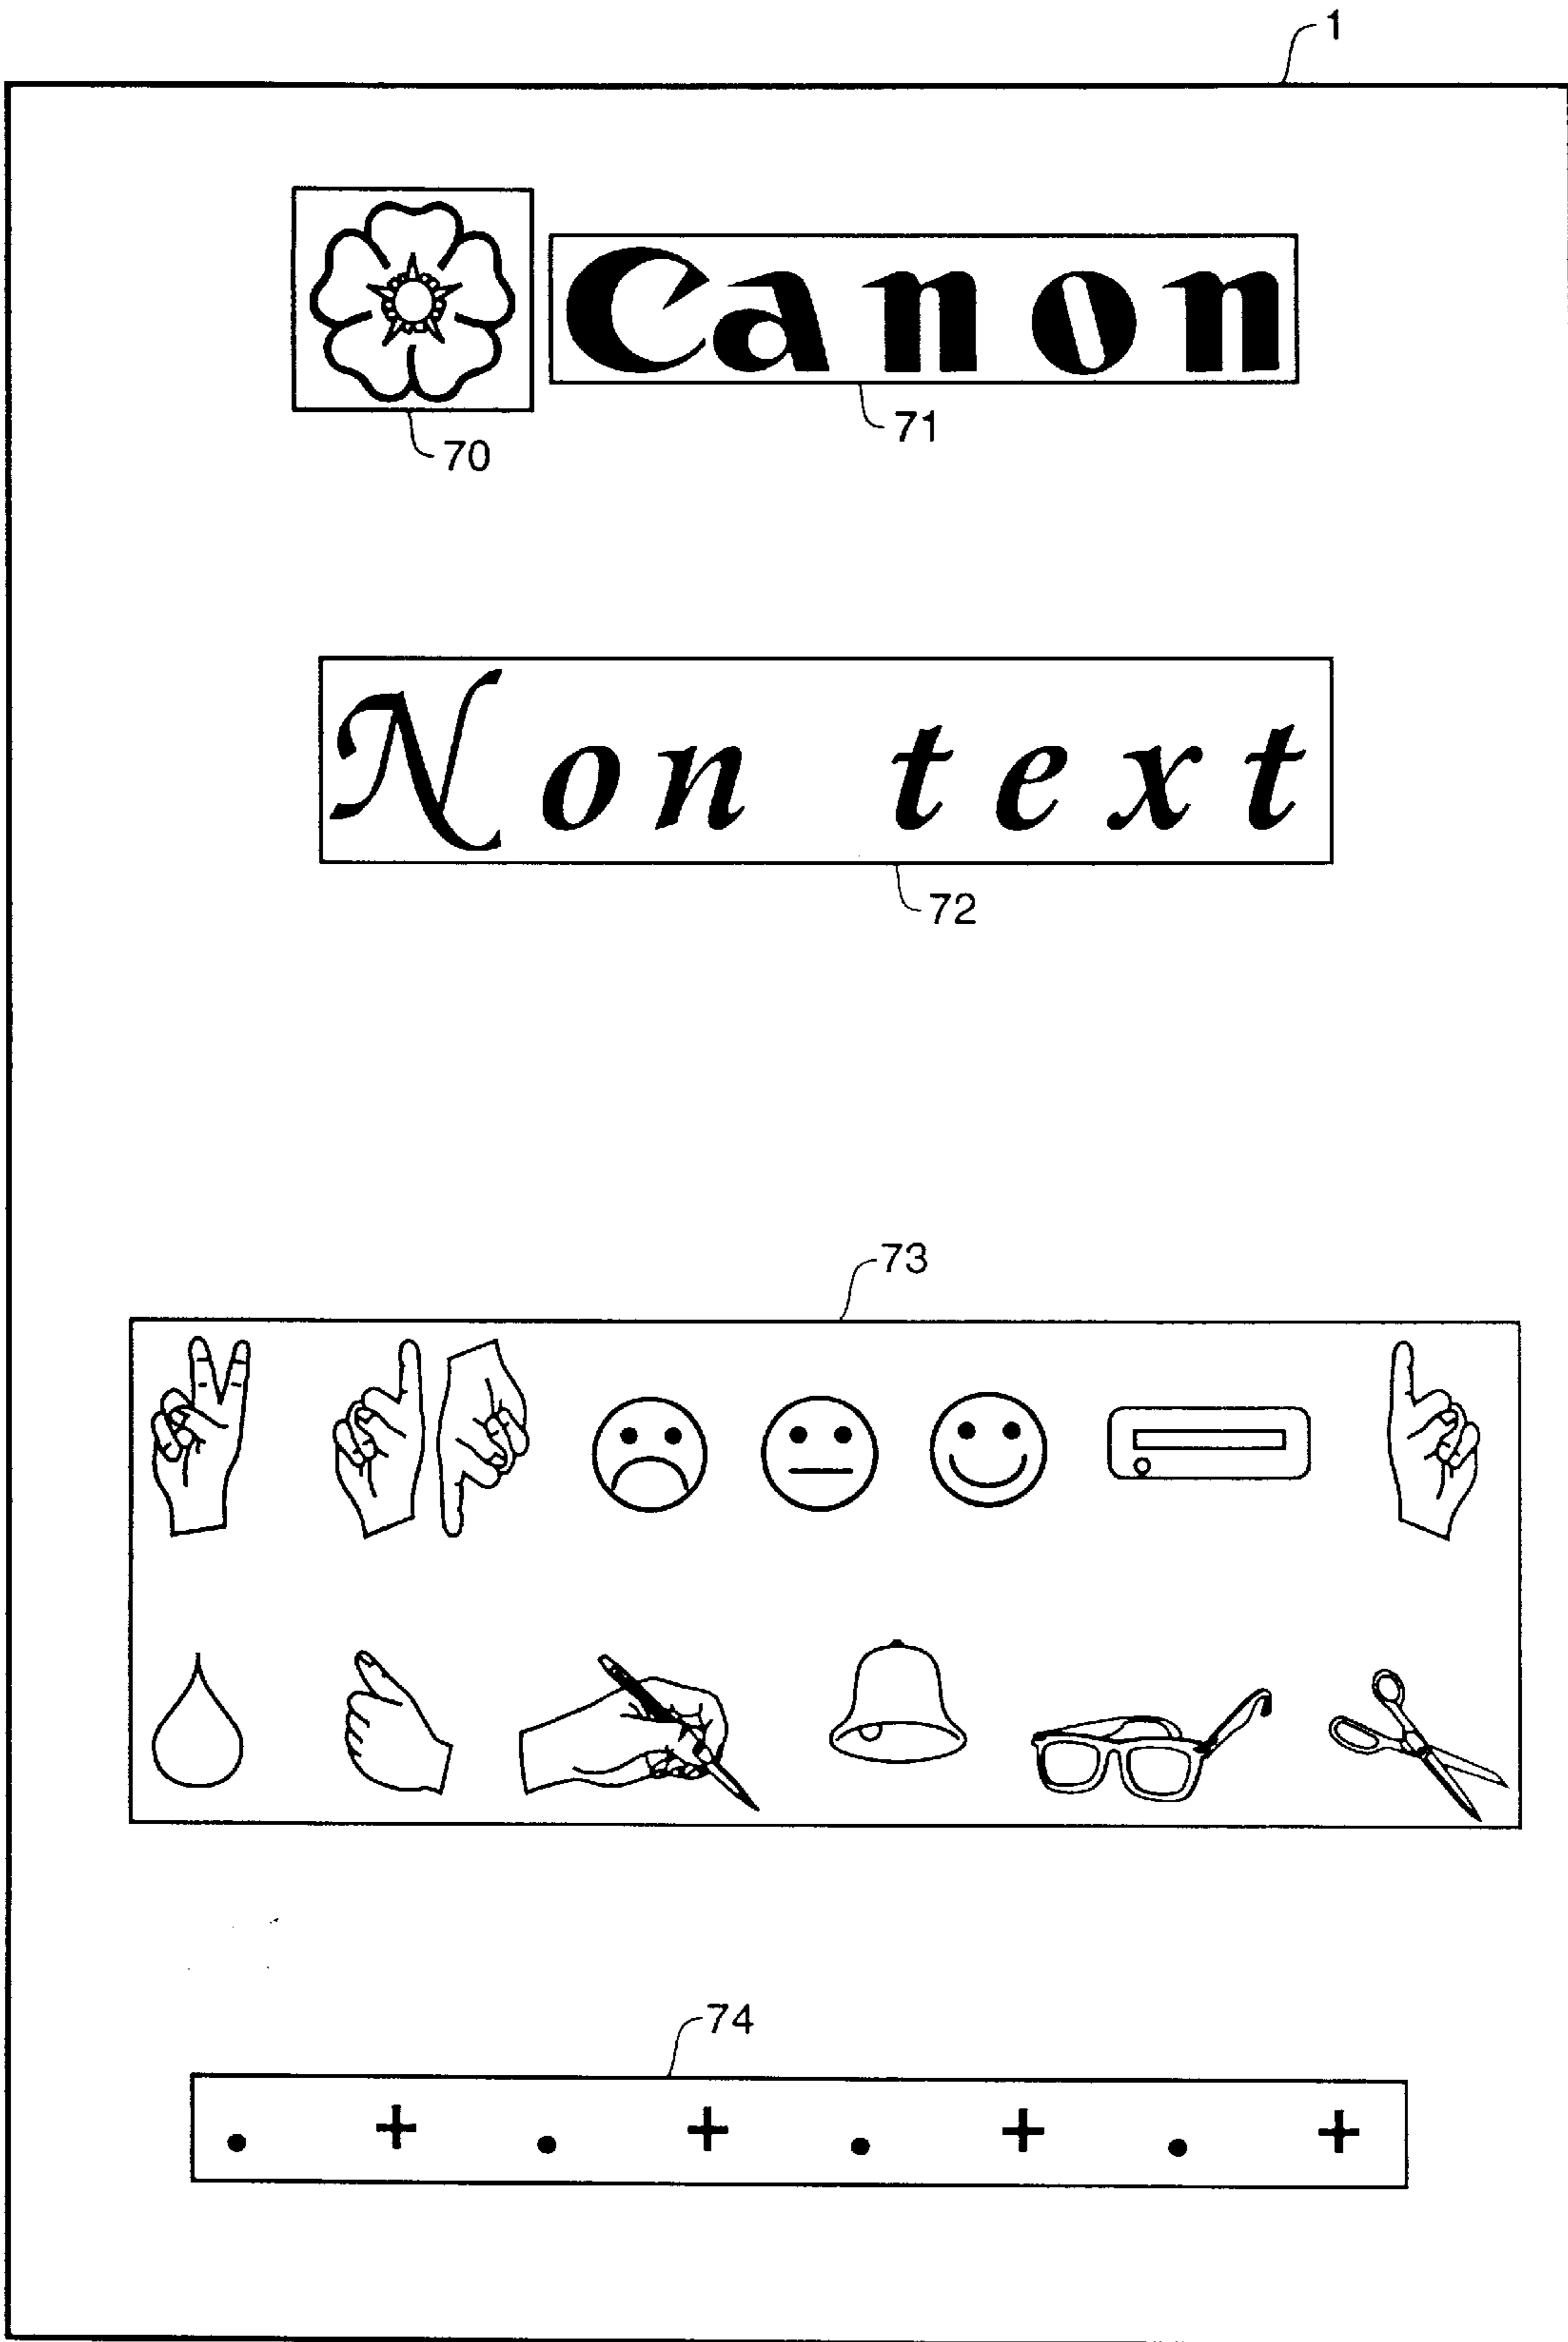 1
Canon
71
70
Non text
72
73
74
. + . + . + . +